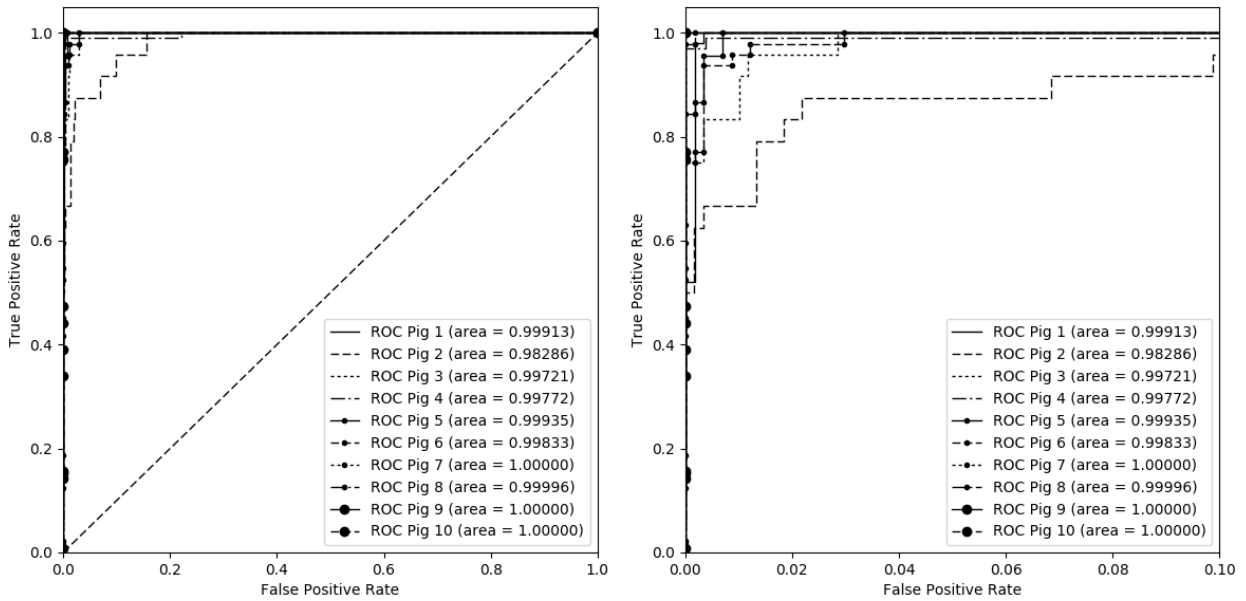 1.0
0.8
0.6
0.4
0.2
0.0
True Positive Rate
0.0 0.2 0.4 0.6 0.8 1.0
False Positive Rate
ROC Pig 1 (area = 0.99913)
ROC Pig 2 (area = 0.98286)
ROC Pig 3 (area = 0.99721)
ROC Pig 4 (area = 0.99772)
ROC Pig 5 (area = 0.99935)
ROC Pig 6 (area = 0.99833)
ROC Pig 7 (area = 1.00000)
ROC Pig 8 (area = 0.99996)
ROC Pig 9 (area = 1.00000)
ROC Pig 10 (area = 1.00000)
1.0
0.8
0.6
0.4
0.2
0.0
True Positive Rate
0.00 0.02 0.04 0.06 0.08 0.10
False Positive Rate
ROC Pig 1 (area = 0.99913)
ROC Pig 2 (area = 0.98286)
ROC Pig 3 (area = 0.99721)
ROC Pig 4 (area = 0.99772)
ROC Pig 5 (area = 0.99935)
ROC Pig 6 (area = 0.99833)
ROC Pig 7 (area = 1.00000)
ROC Pig 8 (area = 0.99996)
ROC Pig 9 (area = 1.00000)
ROC Pig 10 (area = 1.00000)